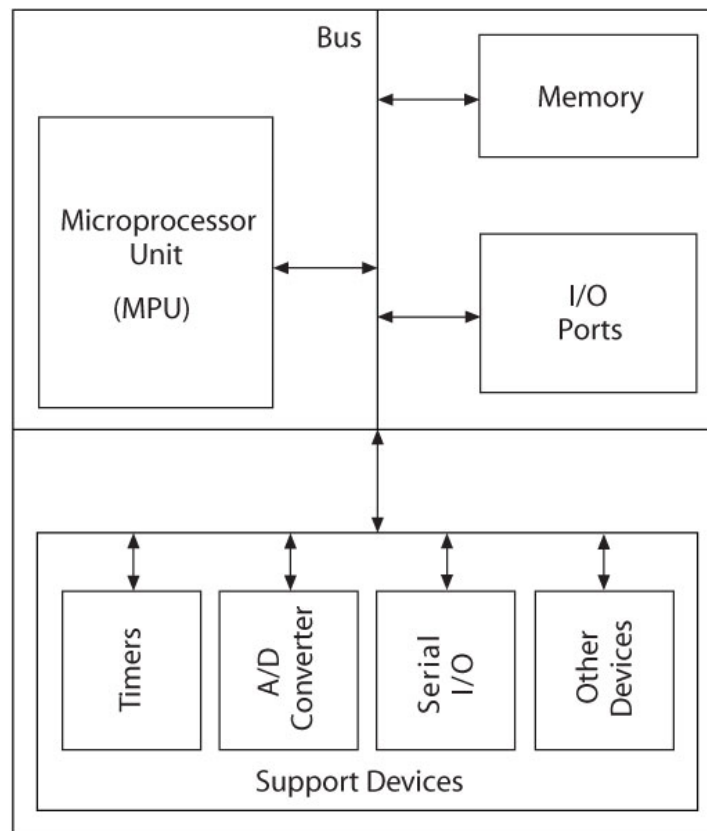 Bus
Memory
Microprocessor
Unit
(MPU)
I/O
Ports
Timers
A/D
Converter
Serial
I/O
Other
Devices
Support Devices